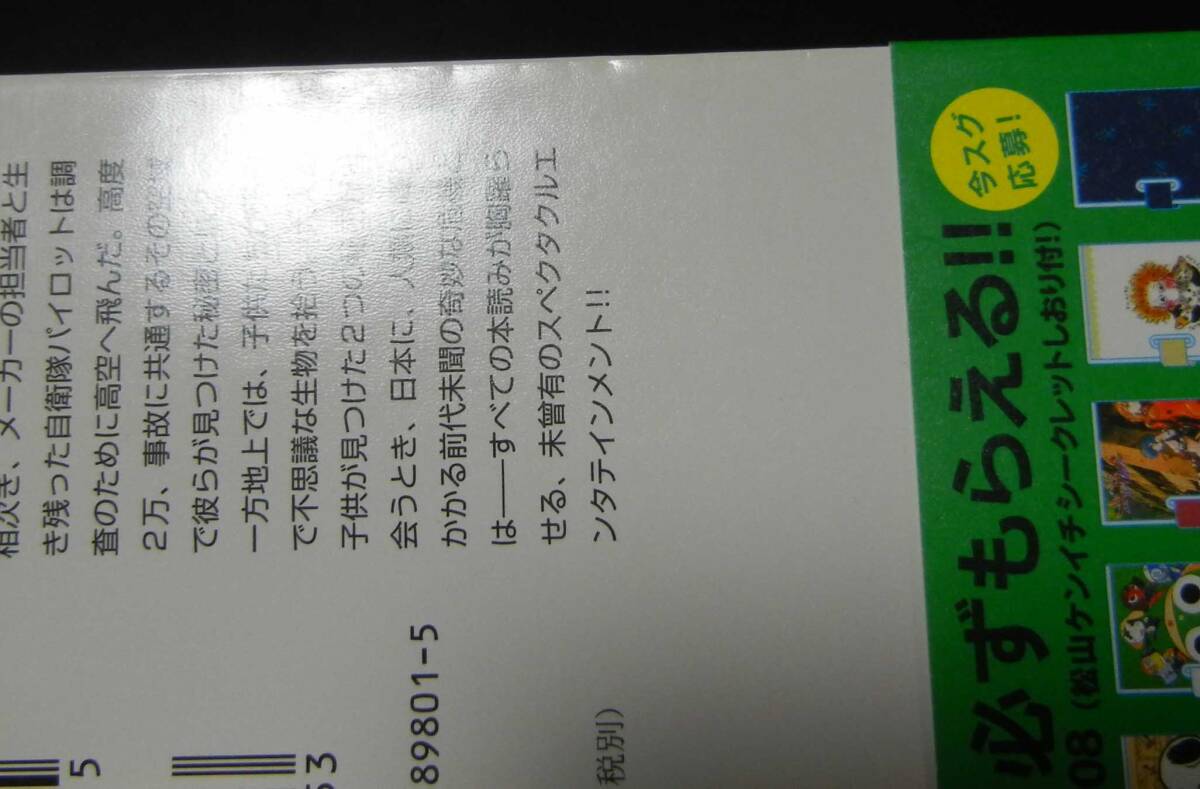 相次き、メーカーの担当者と生
き残った自衛隊パイロットは調
査のために高空へ飛んだ。高度
2万、事故に共通するその空域
で彼らが見つけた秘密と
一方地上では、子供た
で不思議な生物を拾う
子供が見つけた2つの
会うとき、日本に、人類
かかる前代未聞の奇妙な危機
は――すべての本読みが胸躍ら
せる、未曾有のスペクタクルエ
ンタテインメント!!
5
53
89801-5
税別)
今スグ
応募!
必ずもらえる!!
08 (松山ケンイチシークレットしおり付!)